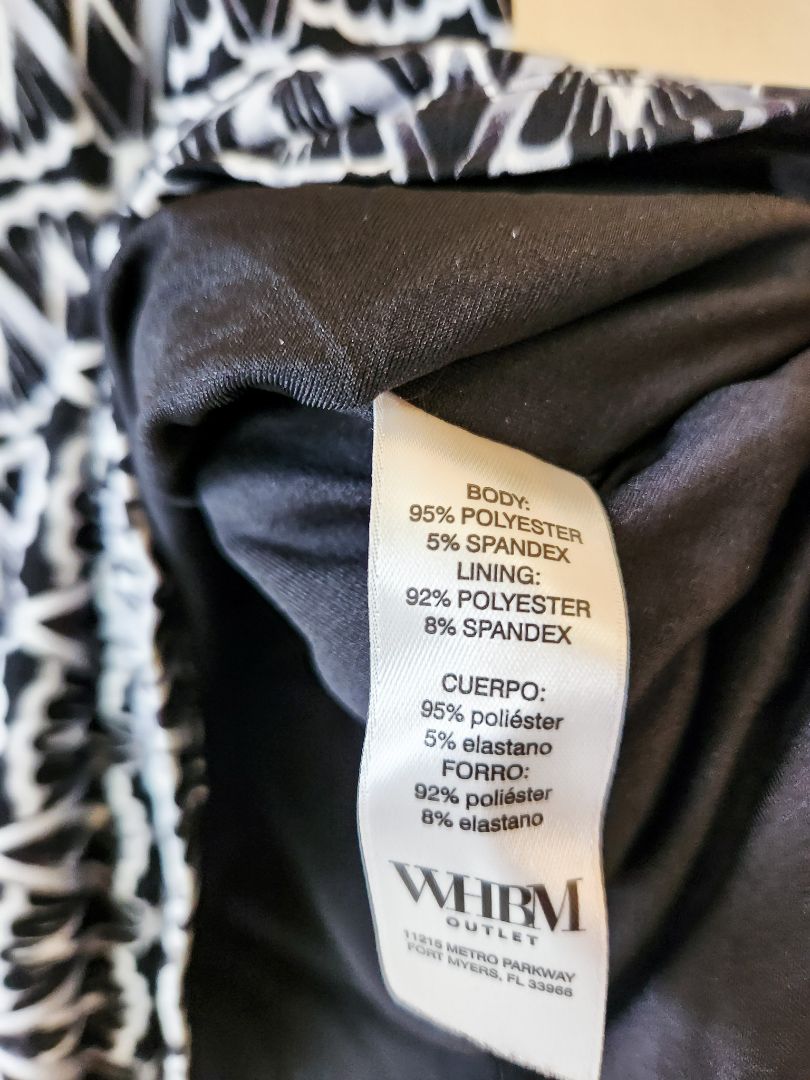 BODY:
95% POLYESTER
5% SPANDEX
LINING:
92% POLYESTER
8% SPANDEX
CUERPO:
95% poliéster
5% elastano
FORRO:
92% poliéster
8% elastano
WHBM
OUTLET
11215 METRO PARKWAY
FORT MYERS, FL 33966